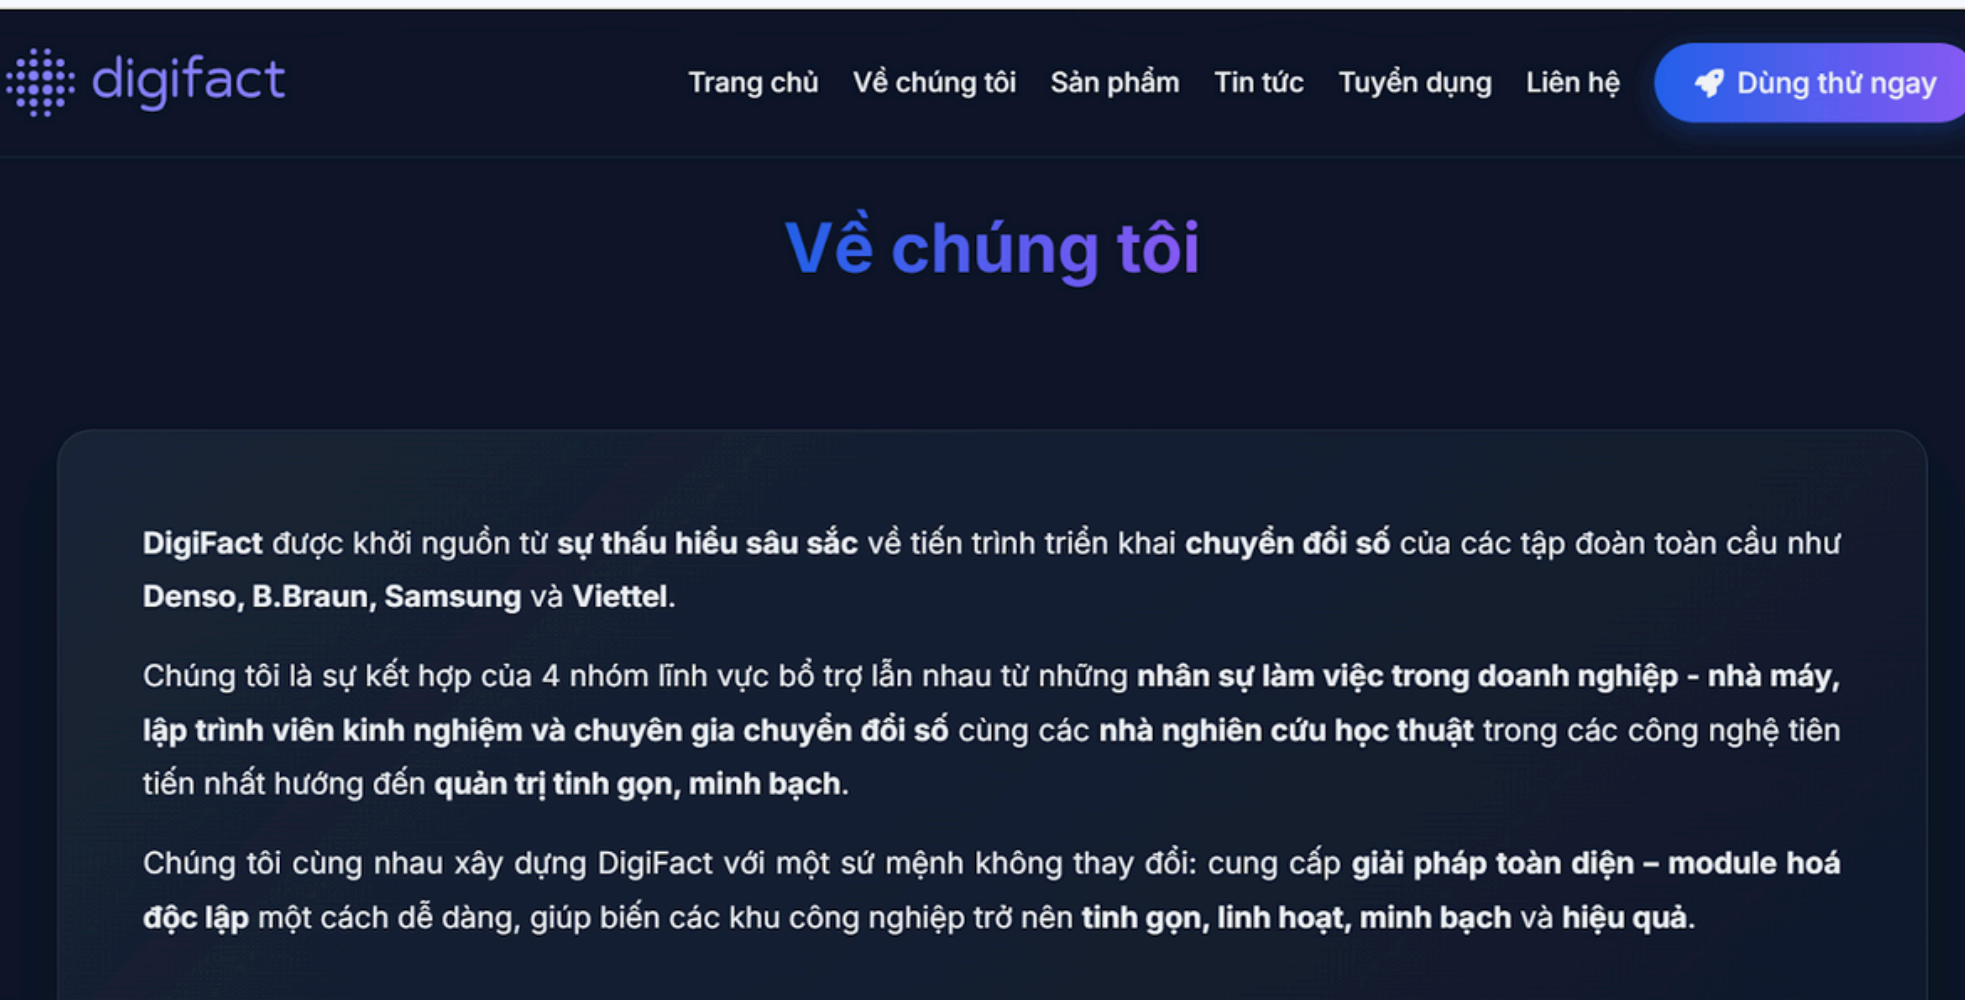 digifact
Trang chủ Về chúng tôi Sản phẩm Tin tức Tuyển dụng Liên hệ Dùng thử ngay
Về chúng tôi
DigiFact được khởi nguồn từ sự thấu hiểu sâu sắc về tiến trình triển khai chuyển đổi số của các tập đoàn toàn cầu như
Denso, B.Braun, Samsung và Viettel.
Chúng tôi là sự kết hợp của 4 nhóm lĩnh vực bổ trợ lẫn nhau từ những nhân sự làm việc trong doanh nghiệp - nhà máy,
lập trình viên kinh nghiệm và chuyên gia chuyển đổi số cùng các nhà nghiên cứu học thuật trong các công nghệ tiên
tiến nhất hướng đến quản trị tinh gọn, minh bạch.
Chúng tôi cùng nhau xây dựng DigiFact với một sứ mệnh không thay đổi: cung cấp giải pháp toàn diện – module hoá
độc lập một cách dễ dàng, giúp biến các khu công nghiệp trở nên tinh gọn, linh hoạt, minh bạch và hiệu quả.